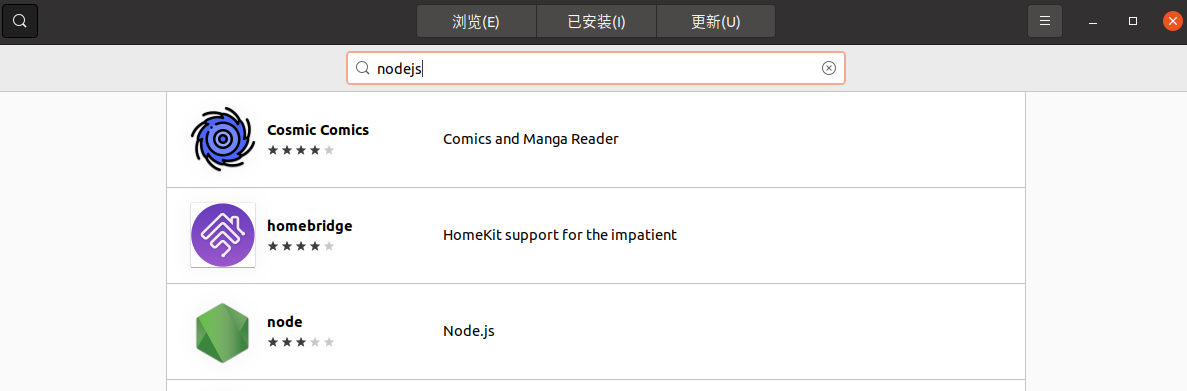 浏览(E)
已安装(I)
更新(U)
nodejs
Cosmic Comics
Comics and Manga Reader
homebridge
HomeKit support for the impatient
node
Node.js